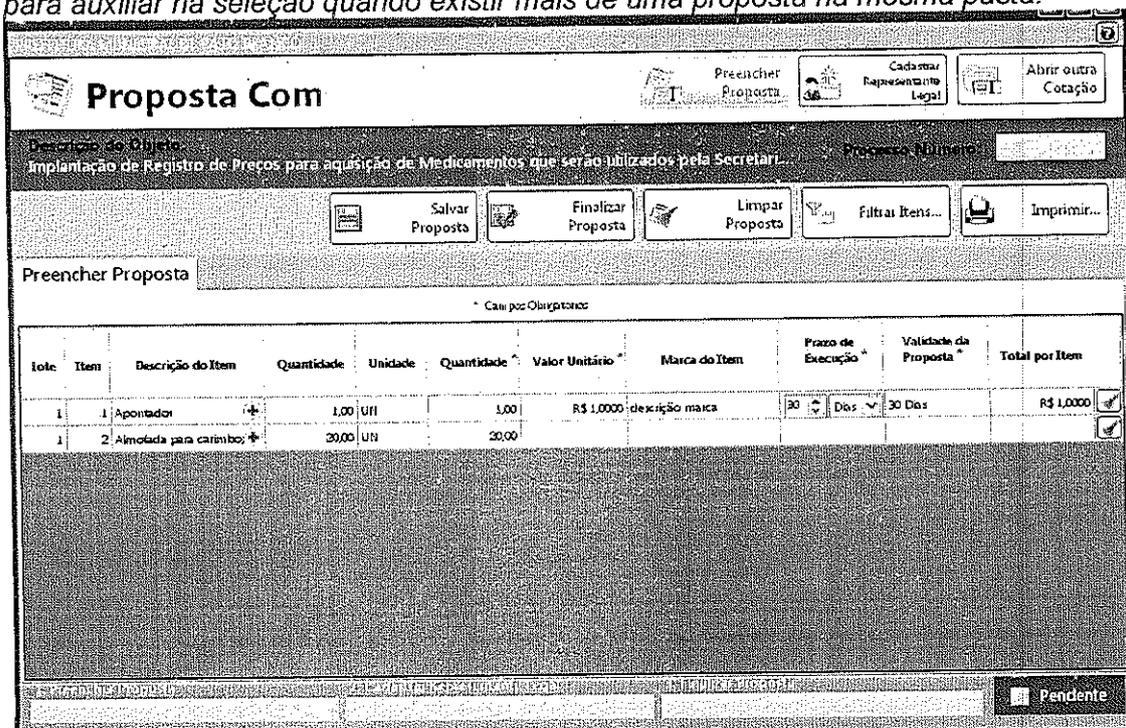 para auxiliar na seleção quando existir mais de uma proposta na mesma pasta.
Proposta Com
Preencher Proposta
Cadastrar Representante Legal
Abrir outra Cotação
Descrição do Objeto:
Processo Número:
Implantação de Registro de Preços para aquisição de Medicamentos que serão utilizados pela Secretari...
Salvar Proposta
Finalizar Proposta
Limpar Proposta
Filtrar Itens...
Imprimir...
Preencher Proposta
* Campos Obrigatórios
Lote Item Descrição do Item Quantidade Unidade Quantidade * Valor Unitário * Marca do Item Prazo de Execução * Validade da Proposta * Total por Item
1 1 Apontador + 1,00 UN 1,00 R$ 1,0000 descrição marca 30 Dias 30 Dias R$ 1,0000
1 2 Almofada para carimbo; + 20,00 UN 20,00
Pendente